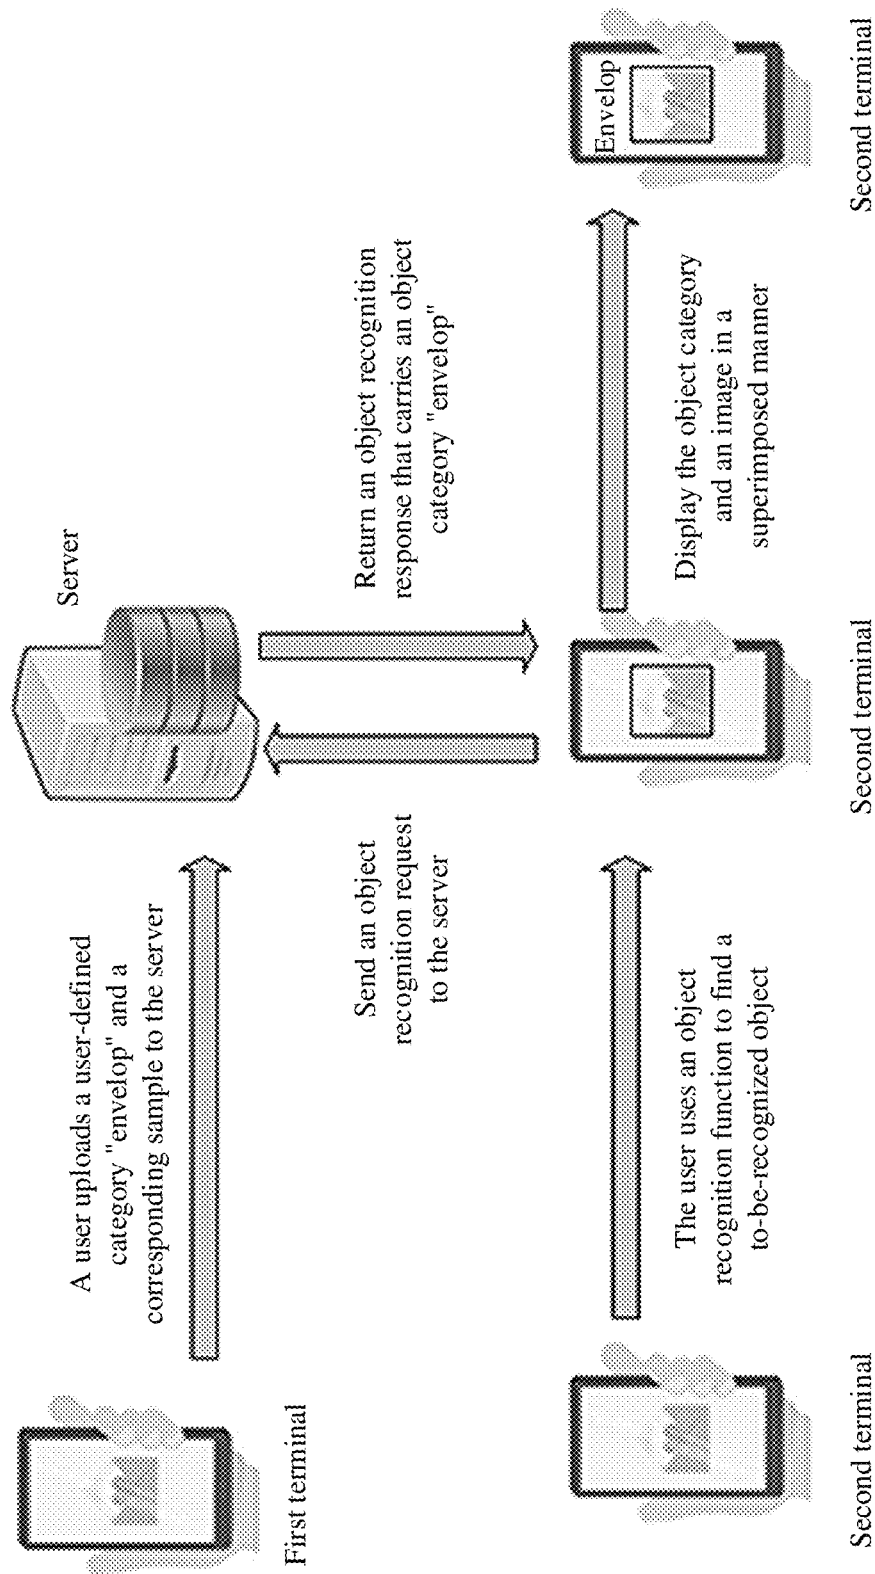 First terminal
A user uploads a user-defined
category "envelop" and a
corresponding sample to the server
Server
Send an object
recognition request
to the server
Return an object recognition
response that carries an object
category "envelop"
Second terminal
The user uses an object
recognition function to find a
to-be-recognized object
Second terminal
Display the object category
and an image in a
superimposed manner
Envelop
Second terminal